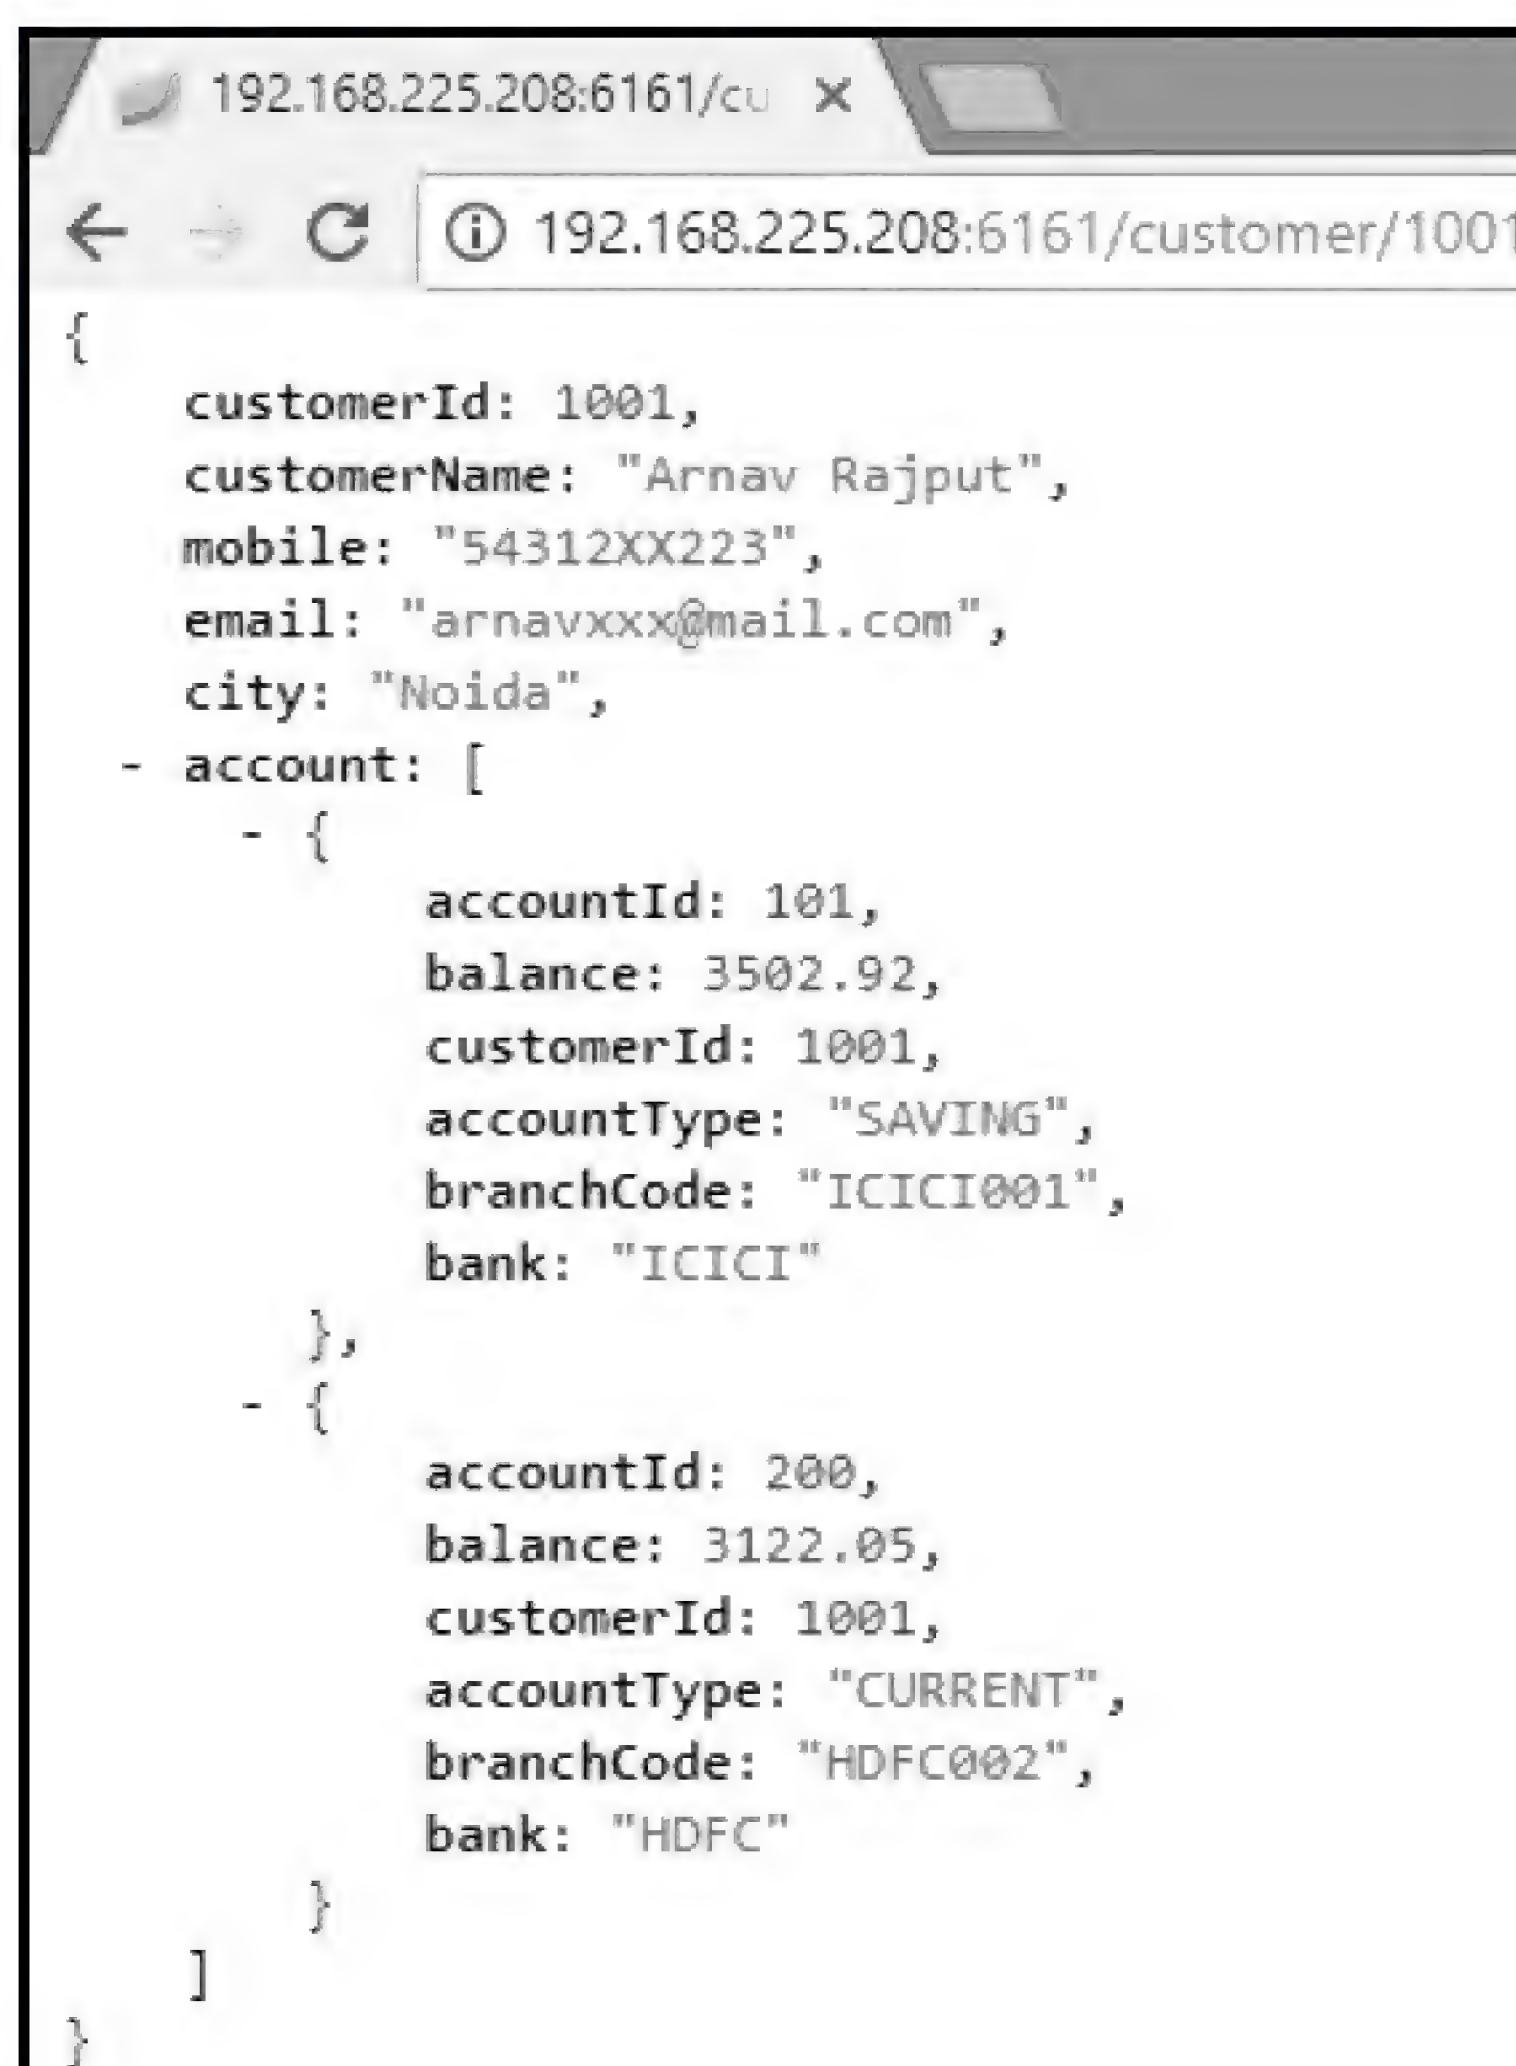 192.168.225.208:6161/cu
192.168.225.208:6161/customer/1001
{
customerId: 1001,
customerName: "Arnav Rajput",
mobile: "54312XX223",
email: "arnavxxx@mail.com",
city: "Noida",
- account: [
- {
accountId: 101,
balance: 3502.92,
customerId: 1001,
accountType: "SAVING",
branchCode: "ICICI001",
bank: "ICICI"
},
- {
accountId: 200,
balance: 3122.05,
customerId: 1001,
accountType: "CURRENT",
branchCode: "HDFC002",
bank: "HDFC"
}
]
}